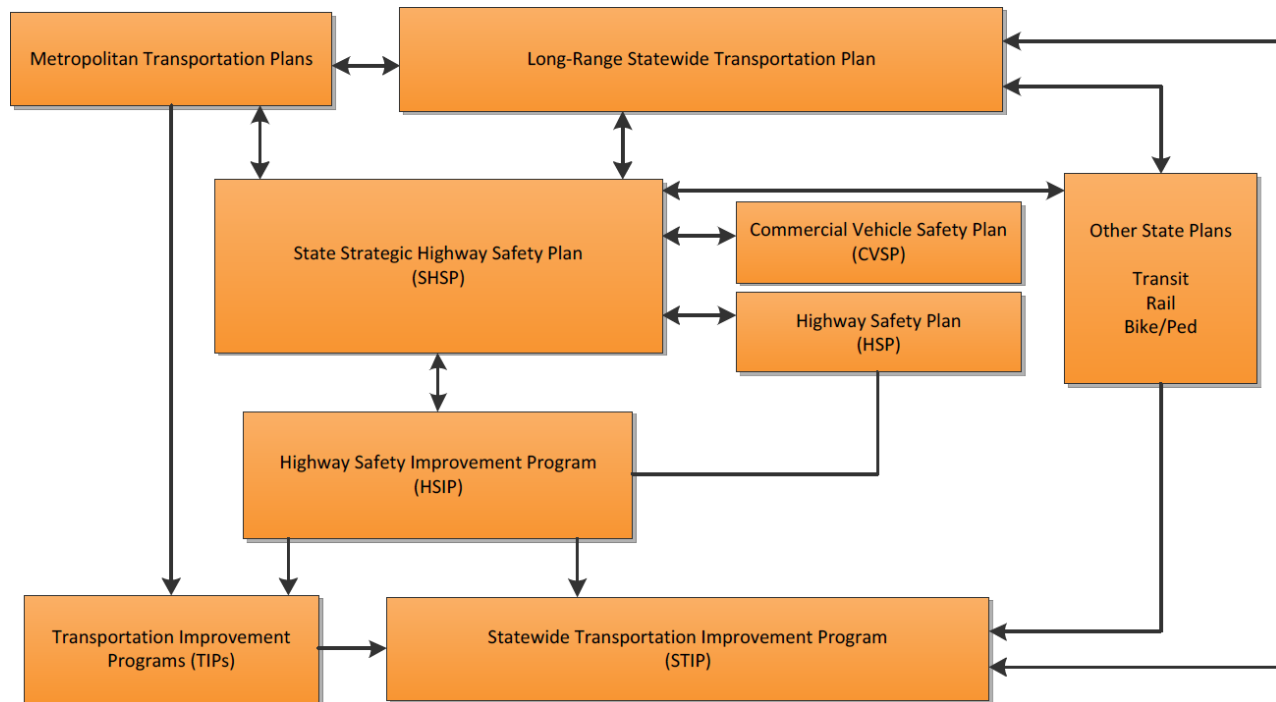 Metropolitan Transportation Plans
Long-Range Statewide Transportation Plan
State Strategic Highway Safety Plan
(SHSP)
Commercial Vehicle Safety Plan
(CVSP)
Highway Safety Plan
(HSP)
Other State Plans
Transit
Rail
Bike/Ped
Highway Safety Improvement Program
(HSIP)
Transportation Improvement
Programs (TIPs)
Statewide Transportation Improvement Program
(STIP)